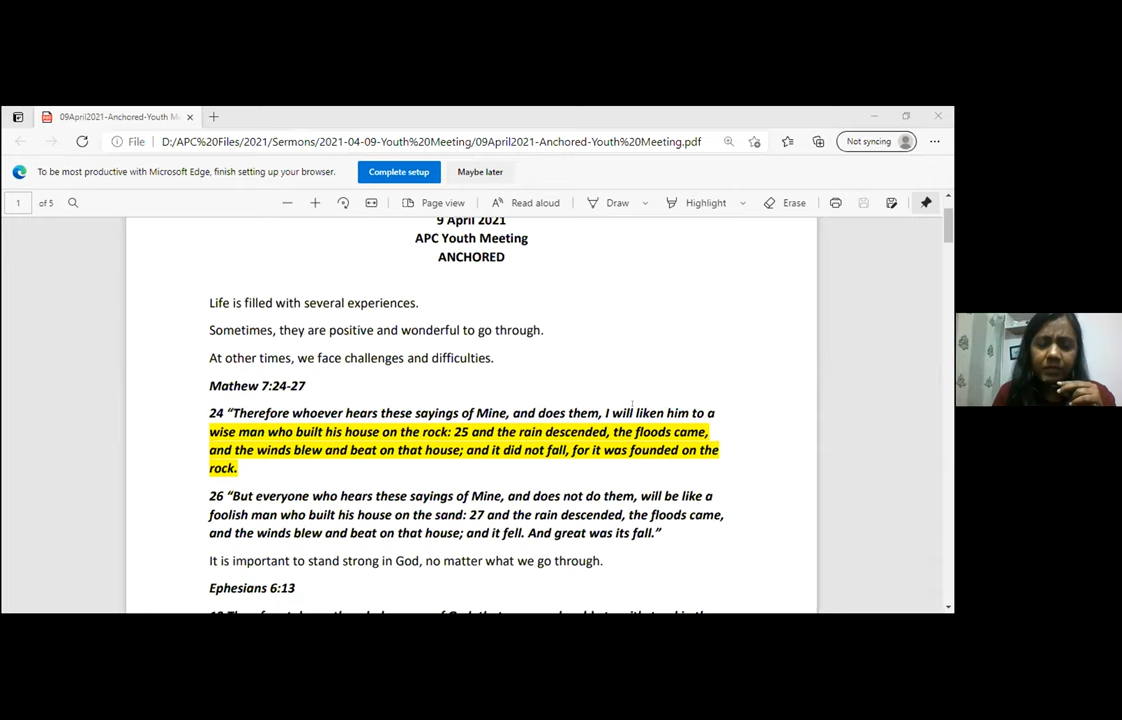 09April2021-Anchored-Youth M
File
D:/APC%20Files/2021/Sermons/2021-04-09-Youth%20Meeting/09April2021-Anchored-Youth%20Meeting.pdf
Not syncing
To be most productive with Microsoft Edge, finish setting up your browser.
Complete setup
Maybe later
1 of 5
Page view
Read aloud
Draw
Highlight
Erase
9 April 2021
APC Youth Meeting
ANCHORED
Life is filled with several experiences.
Sometimes, they are positive and wonderful to go through.
At other times, we face challenges and difficulties.
Mathew 7:24-27
24 “Therefore whoever hears these sayings of Mine, and does them, I will liken him to a
wise man who built his house on the rock: 25 and the rain descended, the floods came,
and the winds blew and beat on that house; and it did not fall, for it was founded on the
rock.
26 “But everyone who hears these sayings of Mine, and does not do them, will be like a
foolish man who built his house on the sand: 27 and the rain descended, the floods came,
and the winds blew and beat on that house; and it fell. And great was its fall.”
It is important to stand strong in God, no matter what we go through.
Ephesians 6:13